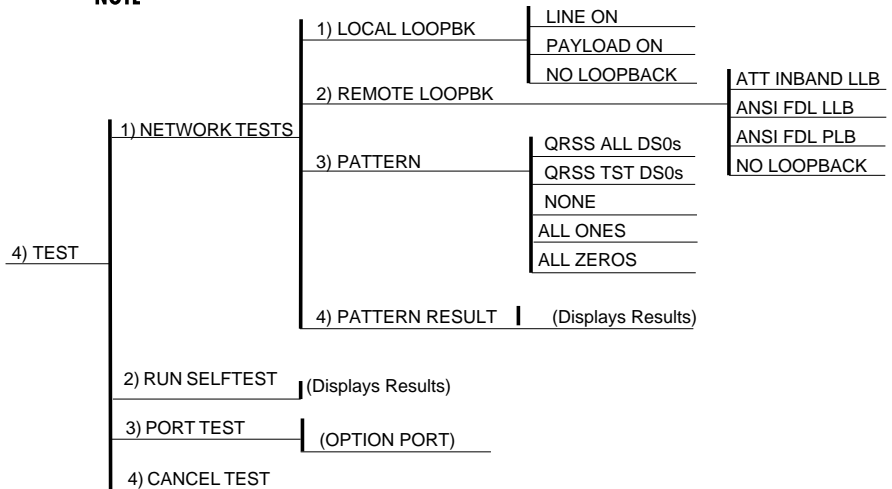 NOTE
4) TEST
1) NETWORK TESTS
1) LOCAL LOOPBK
LINE ON
PAYLOAD ON
NO LOOPBACK
2) REMOTE LOOPBK
ATT INBAND LLB
ANSI FDL LLB
ANSI FDL PLB
NO LOOPBACK
3) PATTERN
QRSS ALL DS0s
QRSS TST DS0s
NONE
ALL ONES
ALL ZEROS
4) PATTERN RESULT
(Displays Results)
2) RUN SELFTEST
(Displays Results)
3) PORT TEST
(OPTION PORT)
4) CANCEL TEST